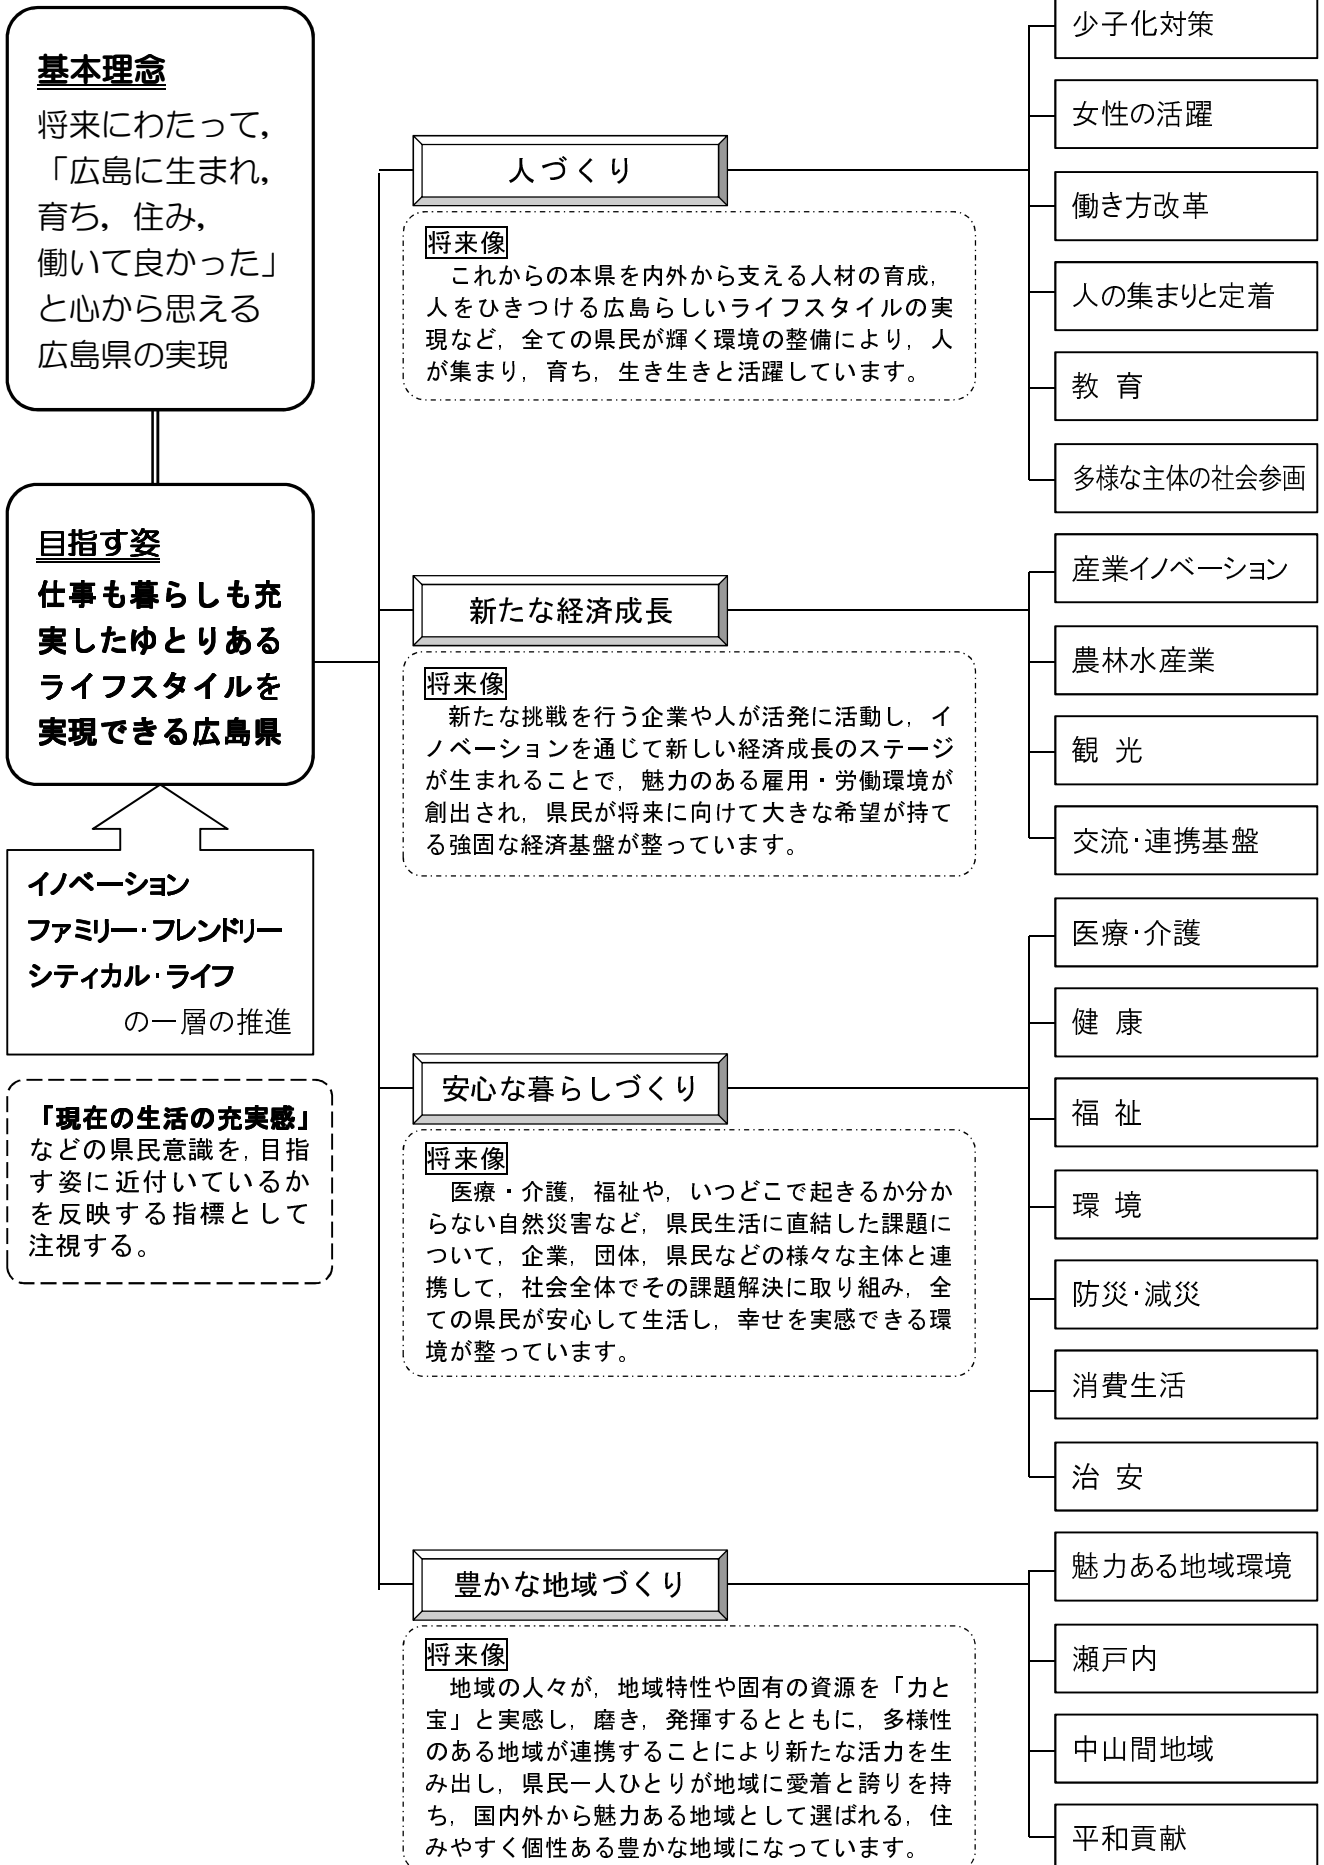 基本理念
将来にわたって，
「広島に生まれ，
育ち，住み，
働いて良かった」
と心から思える
広島県の実現
目指す姿
仕事も暮らしも充
実したゆとりある
ライフスタイルを
実現できる広島県
イノベーション
ファミリー・フレンドリー
シティカル・ライフ
の一層の推進
「現在の生活の充実感」
などの県民意識を，目指
す姿に近付いているか
を反映する指標として
注視する。
人づくり
将来像
これからの本県を内外から支える人材の育成，
人をひきつける広島らしいライフスタイルの実
現など，全ての県民が輝く環境の整備により，人
が集まり，育ち，生き生きと活躍しています。
少子化対策
女性の活躍
働き方改革
人の集まりと定着
教 育
多様な主体の社会参画
新たな経済成長
将来像
新たな挑戦を行う企業や人が活発に活動し，イ
ノベーションを通じて新しい経済成長のステージ
が生まれることで，魅力のある雇用・労働環境が
創出され，県民が将来に向けて大きな希望が持て
る強固な経済基盤が整っています。
産業イノベーション
農林水産業
観 光
交流・連携基盤
安心な暮らしづくり
将来像
医療・介護，福祉や，いつどこで起きるか分か
らない自然災害など，県民生活に直結した課題に
ついて，企業，団体，県民などの様々な主体と連
携して，社会全体でその課題解決に取り組み，全
ての県民が安心して生活し，幸せを実感できる環
境が整っています。
医療・介護
健 康
福 祉
環 境
防災・減災
消費生活
治 安
豊かな地域づくり
将来像
地域の人々が，地域特性や固有の資源を「力と
宝」と実感し，磨き，発揮するとともに，多様性
のある地域が連携することにより新たな活力を生
み出し，県民一人ひとりが地域に愛着と誇りを持
ち，国内外から魅力ある地域として選ばれる，住
みやすく個性ある豊かな地域になっています。
魅力ある地域環境
瀬戸内
中山間地域
平和貢献